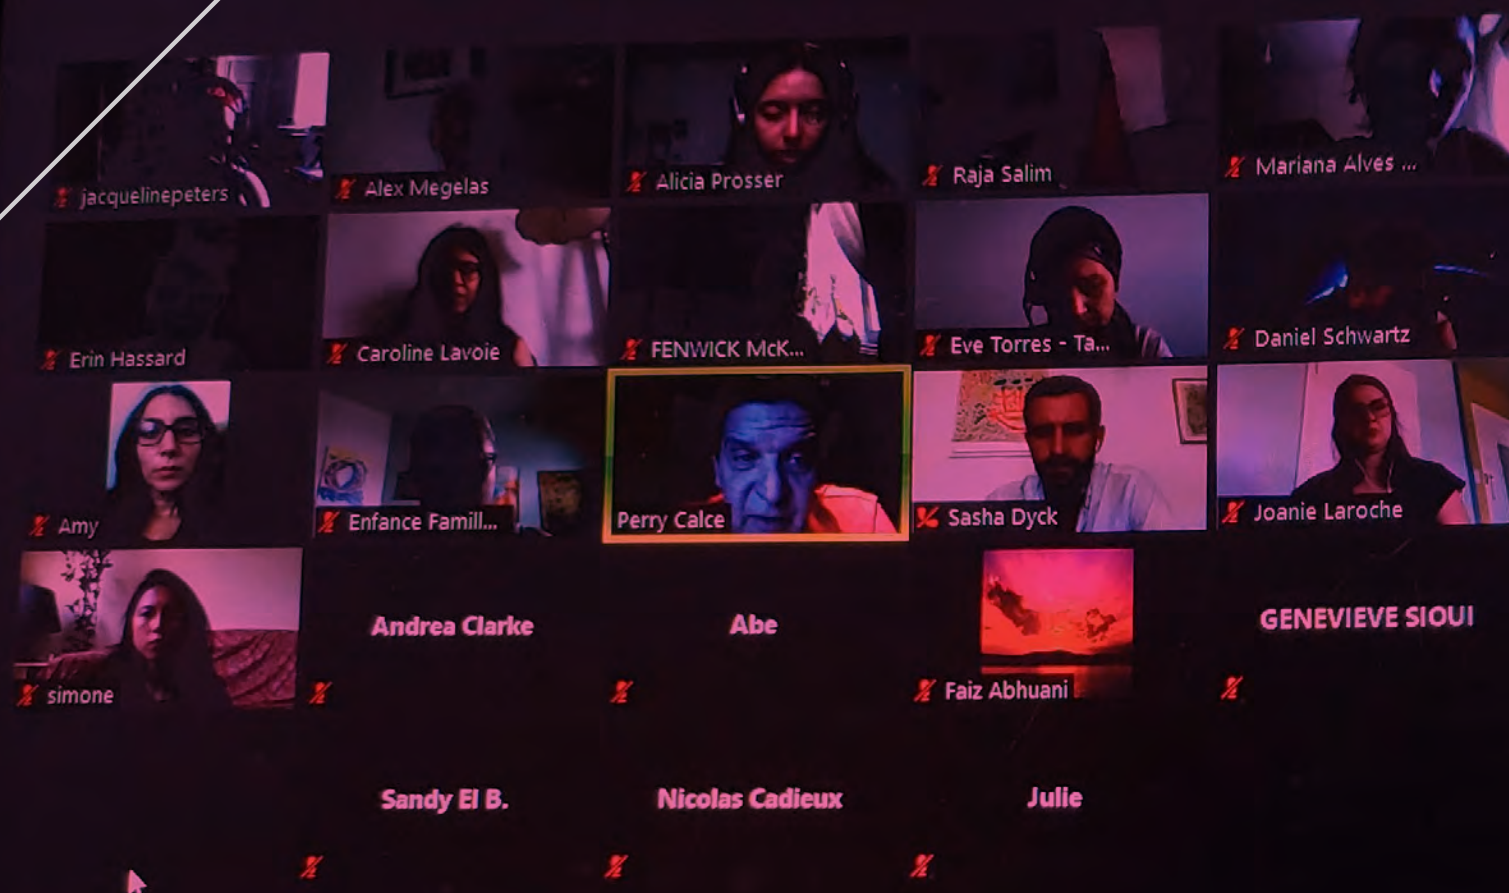 jacquelinepeters
Alex Megelas
Alicia Prosser
Raja Salim
Mariana Alves ...
Erin Hassard
Caroline Lavoie
FENWICK McK...
Eve Torres - Ta...
Daniel Schwartz
Amy
Enfance Famill...
Perry Calce
Sasha Dyck
Joanie Laroche
simone
Andrea Clarke
Abe
Faiz Abhuani
GENEVIEVE SIOUI
Sandy El B.
Nicolas Cadieux
Julie